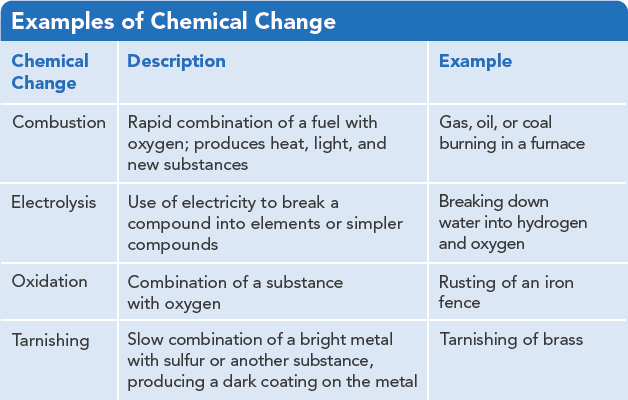 Examples of Chemical Change
Chemical
Change
Description
Example
Combustion
Rapid combination of a fuel with
oxygen; produces heat, light, and
new substances
Gas, oil, or coal
burning in a furnace
Electrolysis
Use of electricity to break a
compound into elements or simpler
compounds
Breaking down
water into hydrogen
and oxygen
Oxidation
Combination of a substance
with oxygen
Rusting of an iron
fence
Tarnishing
Slow combination of a bright metal
with sulfur or another substance,
producing a dark coating on the metal
Tarnishing of brass